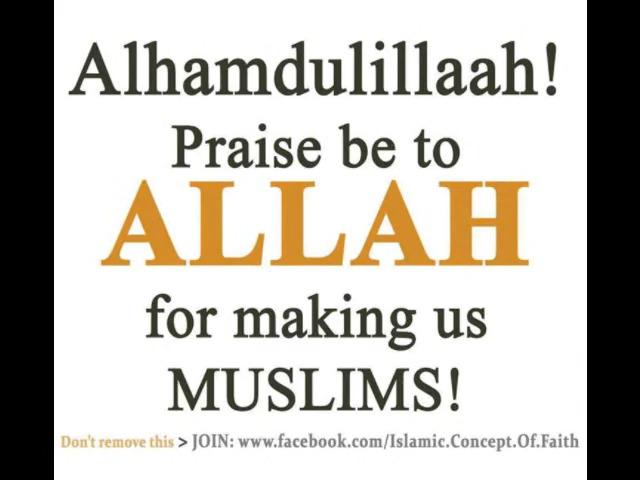 Alhamdulillaah!
Praise be to
ALLAH
for making us
MUSLIMS!
Don't remove this > JOIN: www.facebook.com/Islamic.Concept.Of.Faith